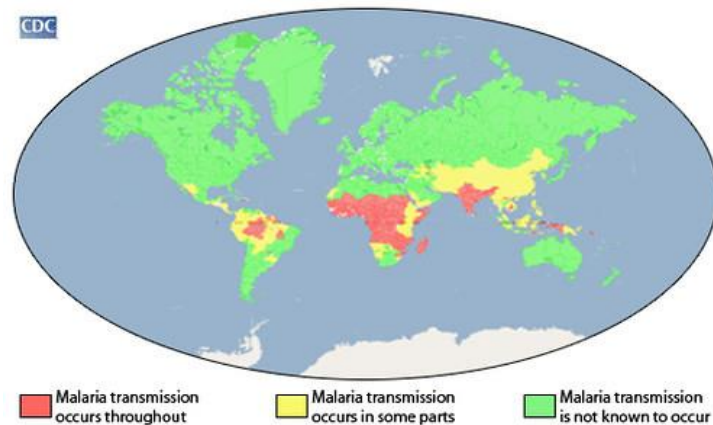 CDC
Malaria transmission
occurs throughout
Malaria transmission
occurs in some parts
Malaria transmission
is not known to occur